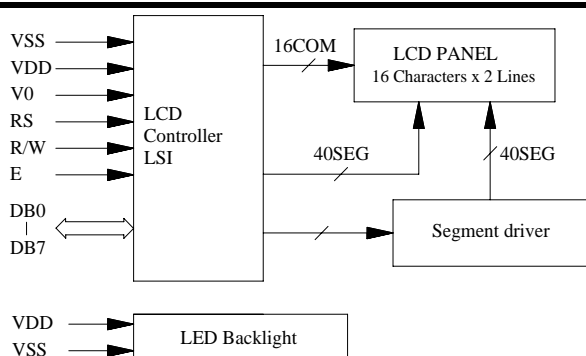 VSS
VDD
V0
RS
R/W
E
DB0
DB7
LCD
Controller
LSI
16COM
LCD PANEL
16 Characters x 2 Lines
40SEG
40SEG
Segment driver
VDD
VSS
LED Backlight